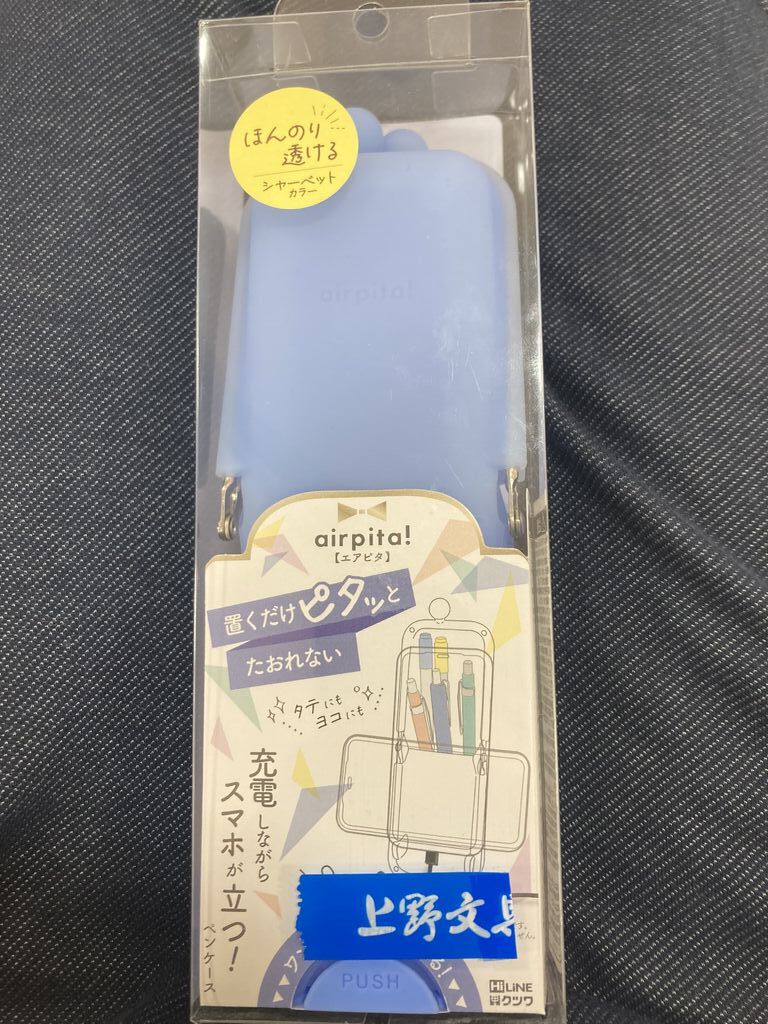 ほんのり
透ける
シャーベット
カラー
airpita!
airpita!
【エアピタ】
置くだけピタッと
たおれない
タテにも
ヨコにも
充電しながら
スマホが立つ!
ペンケース
上野文具
PUSH
Hi LiNE
クツワ